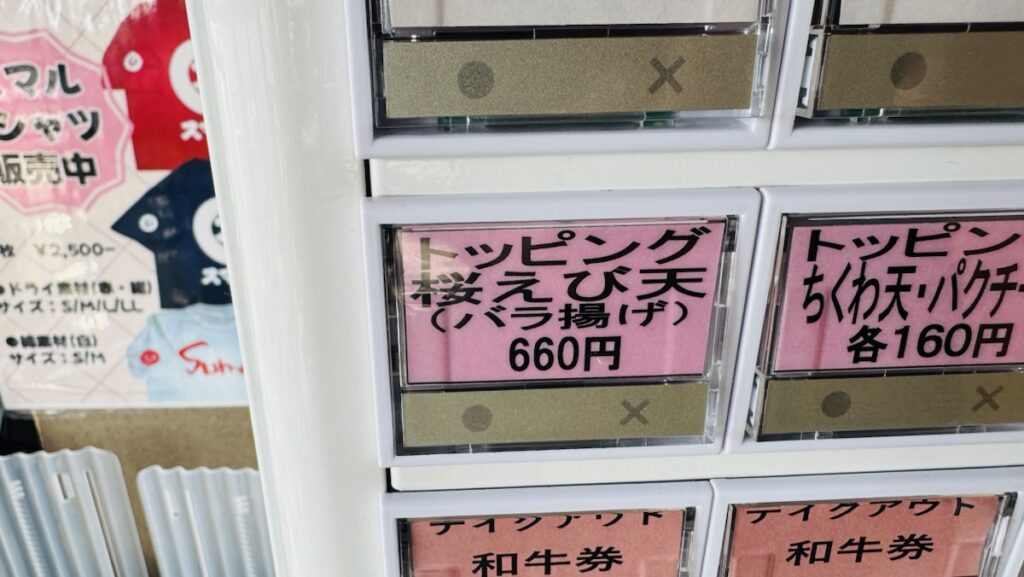 マル
シャツ
販売中
ス
枚 ¥2,500-
●ドライ素材(赤・紺)
サイズ:S/M/L/LL
ス
●綿素材(白)
サイズ:S/M
● ×
●
トッピング
桜えび天
(バラ揚げ)
660円
● ×
トッピン
ちくわ天・パクチー
各160円
● ×
テイクアウト
和牛券
テイクアウト
和牛券